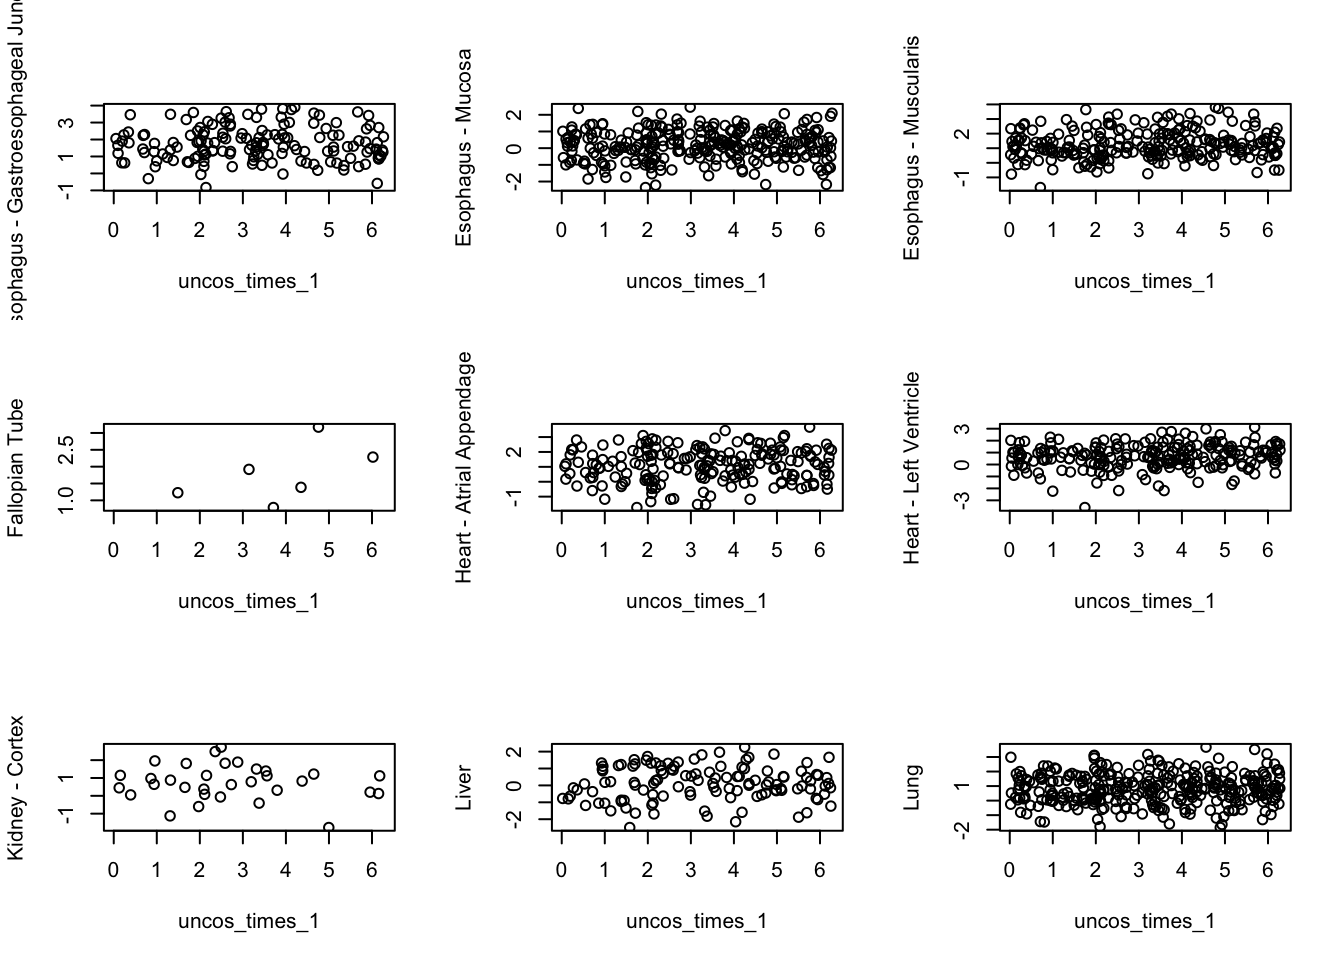 sophagus - Gastroesophageal Jun
3
1
-1
0 1 2 3 4 5 6
uncos_times_1
Esophagus - Mucosa
2
0
-2
0 1 2 3 4 5 6
uncos_times_1
Esophagus - Muscularis
2
-1
0 1 2 3 4 5 6
uncos_times_1
Fallopian Tube
2.5
1.0
0 1 2 3 4 5 6
uncos_times_1
Heart - Atrial Appendage
2
-1
0 1 2 3 4 5 6
uncos_times_1
Heart - Left Ventricle
3
0
-3
0 1 2 3 4 5 6
uncos_times_1
Kidney - Cortex
1
-1
0 1 2 3 4 5 6
uncos_times_1
Liver
2
0
-2
0 1 2 3 4 5 6
uncos_times_1
Lung
1
-2
0 1 2 3 4 5 6
uncos_times_1